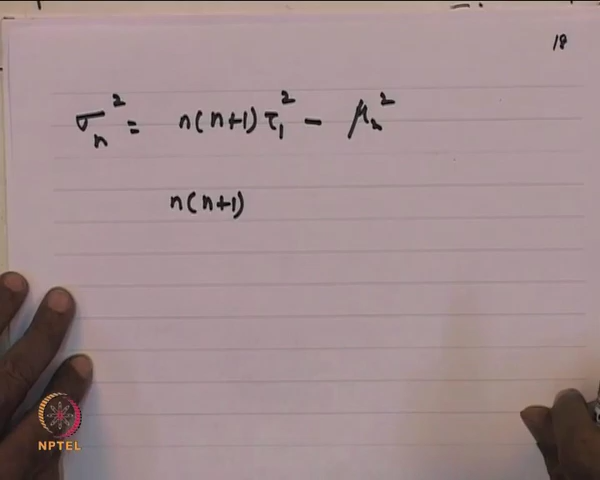 18
σₙ² = n(n+1) τ₁² - μₙ²
n(n+1)
NPTEL